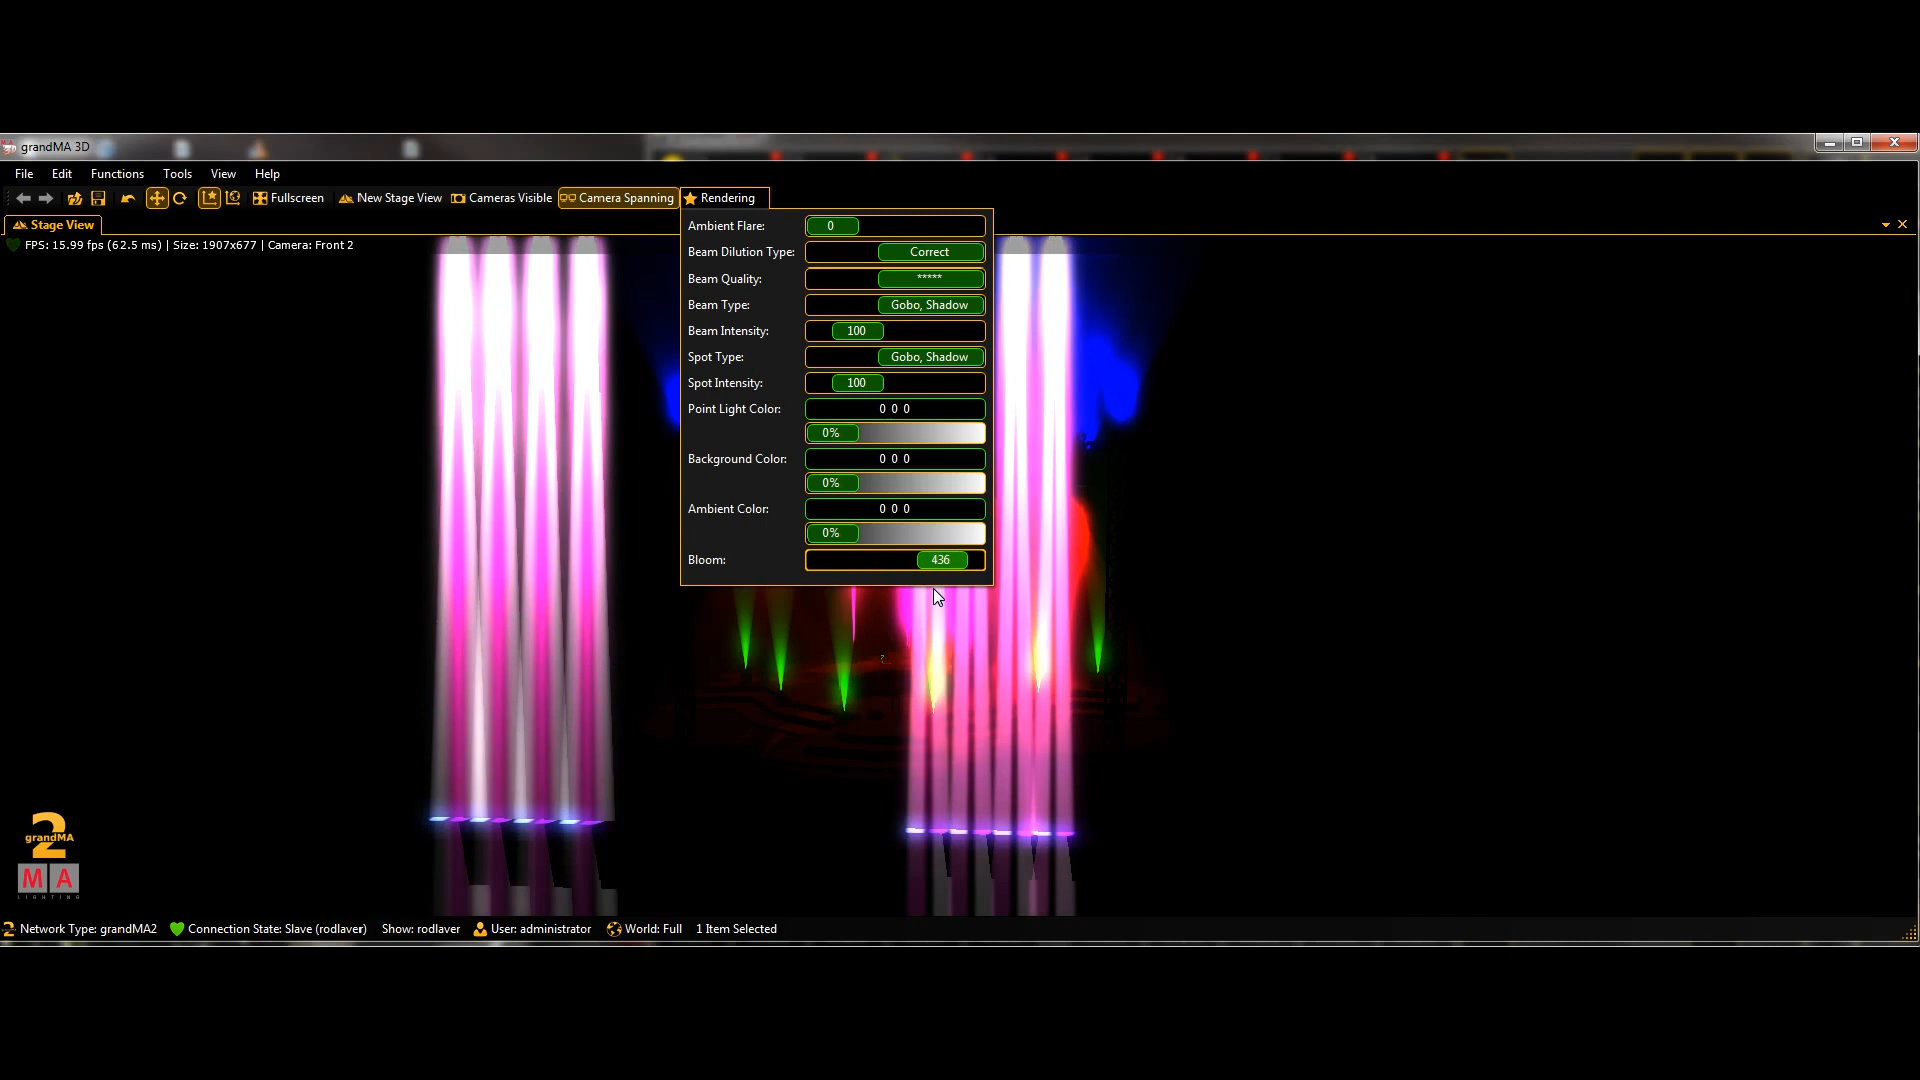 grandMA 3D
File Edit Functions Tools View Help
Fullscreen New Stage View Cameras Visible Camera Spanning Rendering
Stage View
FPS: 15.99 fps (62.5 ms) | Size: 1907x677 | Camera: Front 2
Ambient Flare: 0
Beam Dilution Type: Correct
Beam Quality: *****
Beam Type: Gobo, Shadow
Beam Intensity: 100
Spot Type: Gobo, Shadow
Spot Intensity: 100
Point Light Color: 0 0 0
0%
Background Color: 0 0 0
0%
Ambient Color: 0 0 0
0%
Bloom: 436
2
grandMA
MA
LIGHTING
Network Type: grandMA2 Connection State: Slave (rodlaver) Show: rodlaver User: administrator World: Full 1 Item Selected